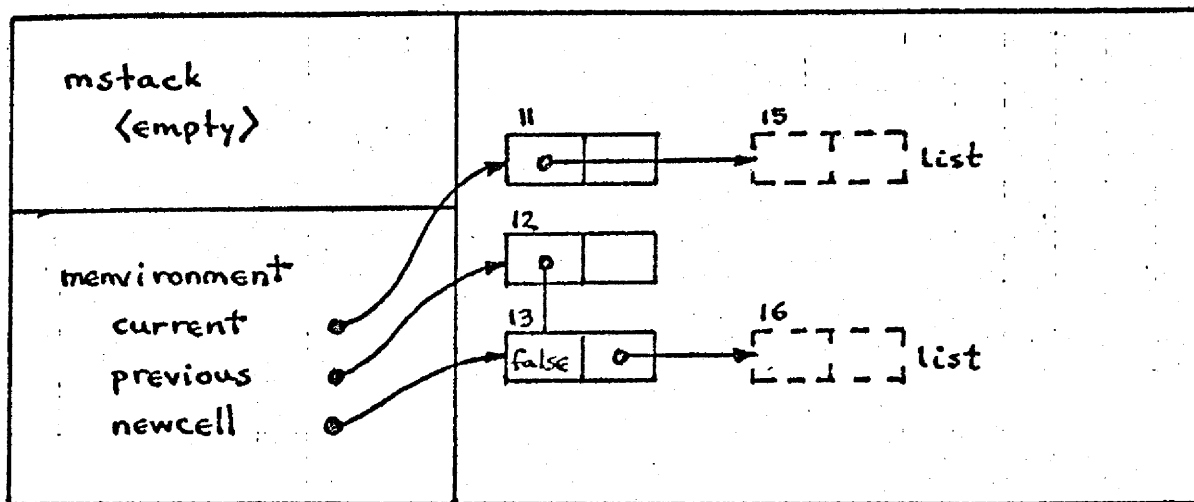 mstack
<empty>
11
15
list
12
menvironment
current
previous
newcell
13
false
16
list